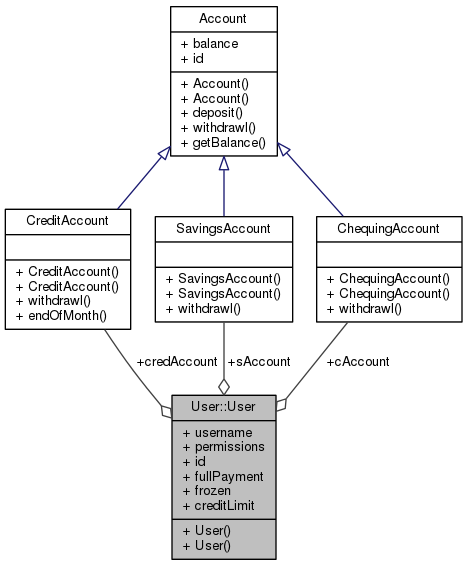 Account
+ balance
+ id
+ Account()
+ Account()
+ deposit()
+ withdrawl()
+ getBalance()
CreditAccount
+ CreditAccount()
+ CreditAccount()
+ withdrawl()
+ endOfMonth()
SavingsAccount
+ SavingsAccount()
+ SavingsAccount()
+ withdrawl()
ChequingAccount
+ ChequingAccount()
+ ChequingAccount()
+ withdrawl()
+credAccount
+sAccount
+cAccount
User::User
+ username
+ permissions
+ id
+ fullPayment
+ frozen
+ creditLimit
+ User()
+ User()